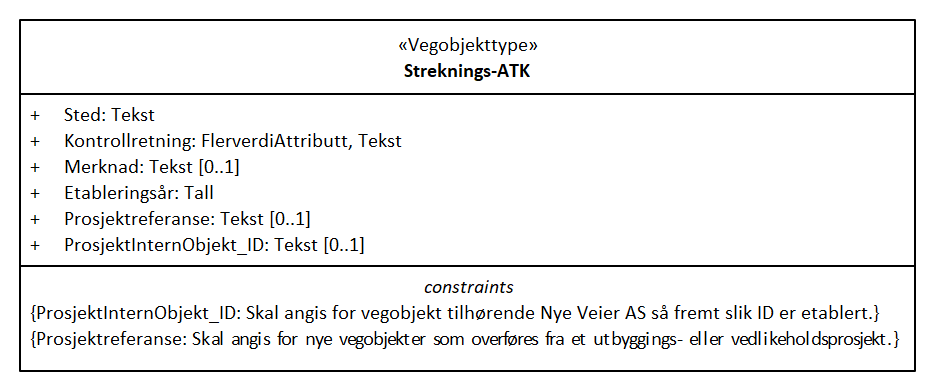 «Vegobjekttype»
Streknings-ATK
+ Sted: Tekst
+ Kontrollretning: FlerverdiAttributt, Tekst
+ Merknad: Tekst [0..1]
+ Etableringsår: Tall
+ Prosjektreferanse: Tekst [0..1]
+ ProsjektInternObjekt_ID: Tekst [0..1]
constraints
{ProsjektInternObjekt_ID: Skal angis for vegobjekt tilhørende Nye Veier AS så fremt slik ID er etablert.}
{Prosjektreferanse: Skal angis for nye vegobjekter som overføres fra et utbyggings- eller vedlikeholdsprosjekt.}